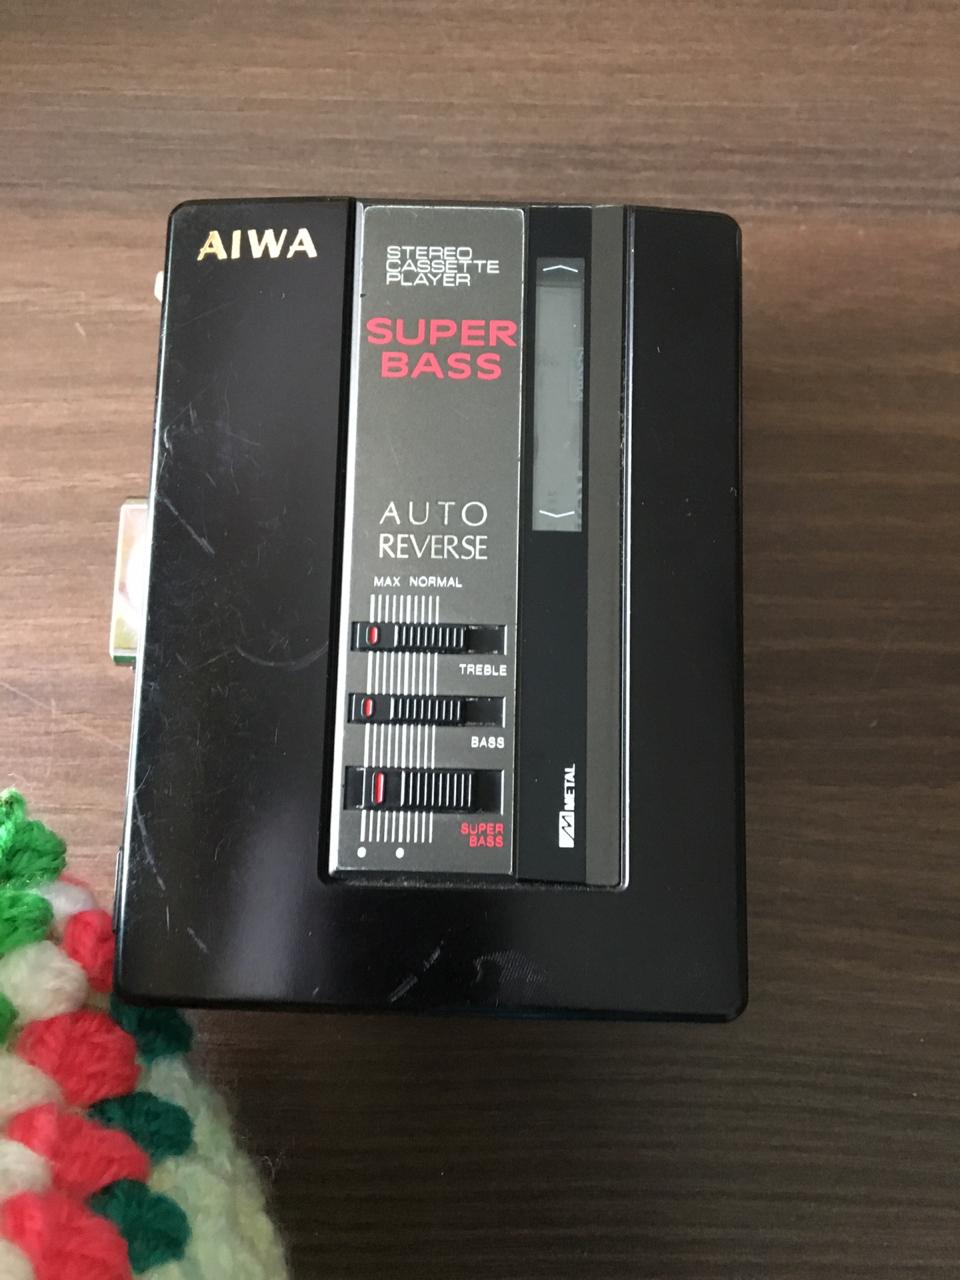 AIWA
STEREO
CASSETTE
PLAYER
SUPER
BASS
AUTO
REVERSE
MAX NORMAL
TREBLE
BASS
SUPER
BASS
METAL